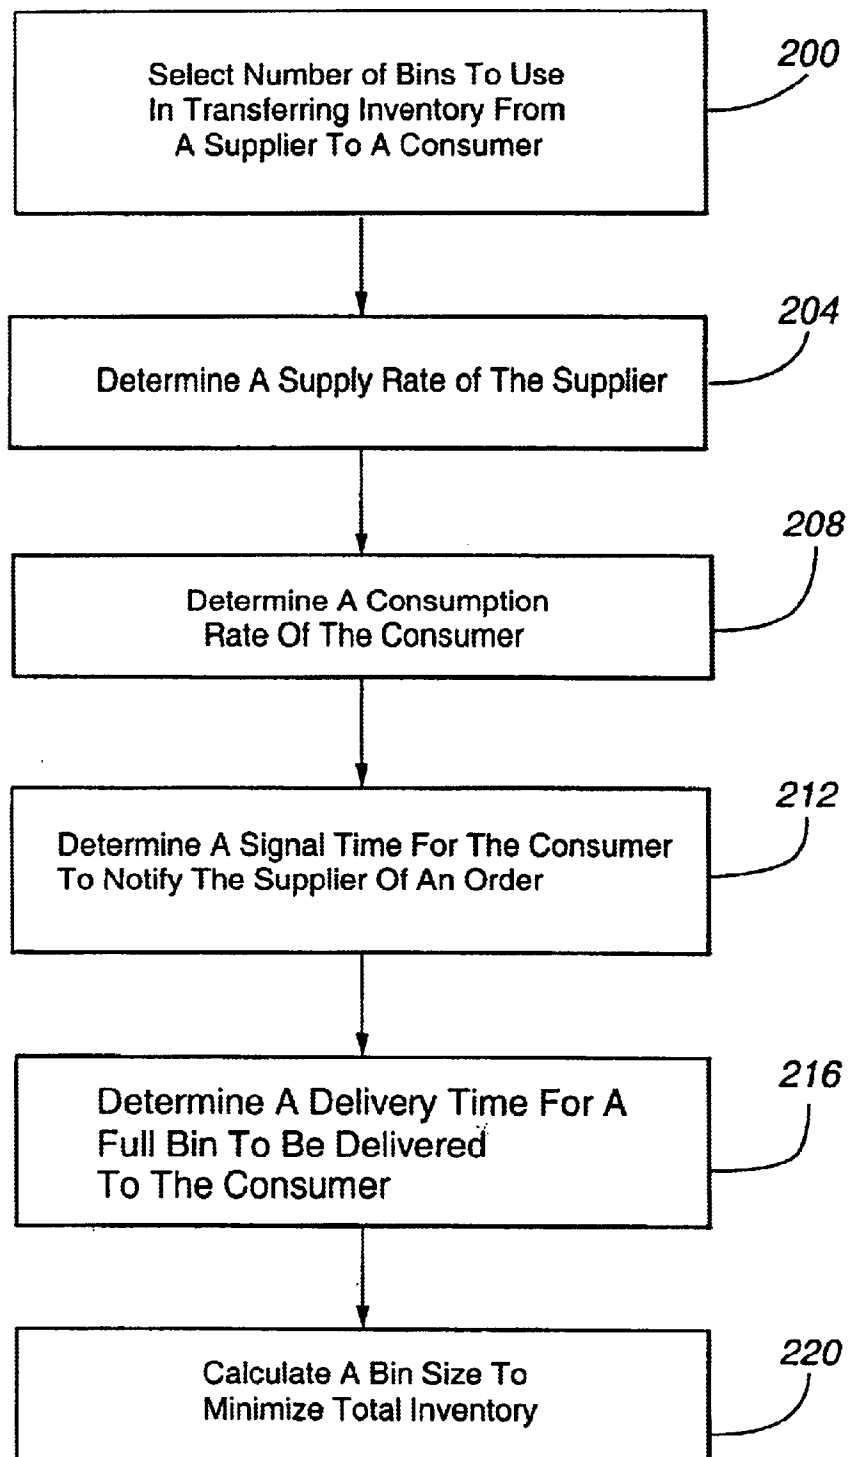 Select Number of Bins To Use
In Transferring Inventory From
A Supplier To A Consumer
200
Determine A Supply Rate of The Supplier
204
Determine A Consumption
Rate Of The Consumer
208
Determine A Signal Time For The Consumer
To Notify The Supplier Of An Order
212
Determine A Delivery Time For A
Full Bin To Be Delivered
To The Consumer
216
Calculate A Bin Size To
Minimize Total Inventory
220